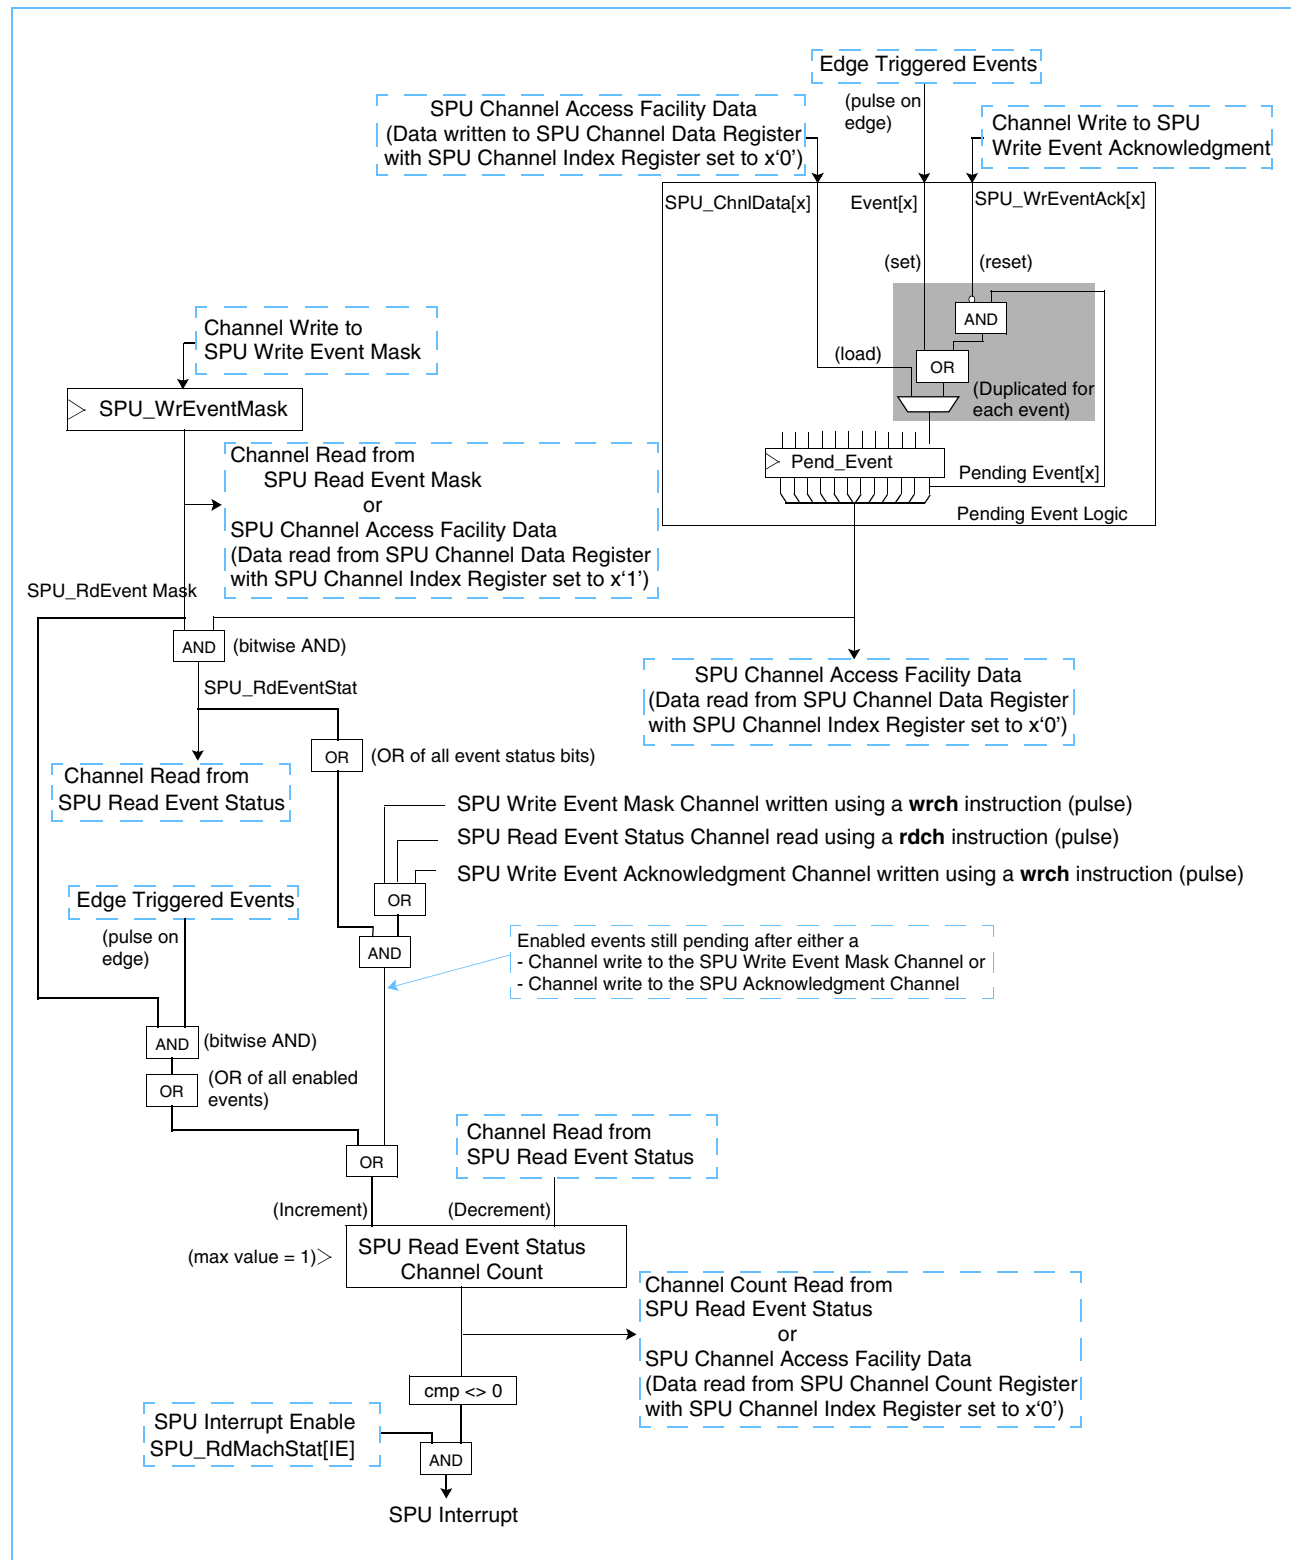 Edge Triggered Events
SPU Channel Access Facility Data
(Data written to SPU Channel Data Register
with SPU Channel Index Register set to x‘0’)
(pulse on
edge)
Channel Write to SPU
Write Event Acknowledgment
SPU_ChnlData[x]
Event[x]
SPU_WrEventAck[x]
(set)
(reset)
AND
(load)
OR
(Duplicated for
each event)
Pend_Event
Pending Event[x]
Pending Event Logic
Channel Write to
SPU Write Event Mask
SPU_WrEventMask
Channel Read from
SPU Read Event Mask
or
SPU Channel Access Facility Data
(Data read from SPU Channel Data Register
with SPU Channel Index Register set to x‘1’)
SPU_RdEvent Mask
AND
(bitwise AND)
SPU_RdEventStat
SPU Channel Access Facility Data
(Data read from SPU Channel Data Register
with SPU Channel Index Register set to x‘0’)
OR
(OR of all event status bits)
Channel Read from
SPU Read Event Status
SPU Write Event Mask Channel written using a wrch instruction (pulse)
SPU Read Event Status Channel read using a rdch instruction (pulse)
SPU Write Event Acknowledgment Channel written using a wrch instruction (pulse)
OR
Edge Triggered Events
(pulse on
edge)
AND
Enabled events still pending after either a
- Channel write to the SPU Write Event Mask Channel or
- Channel write to the SPU Acknowledgment Channel
AND
(bitwise AND)
OR
(OR of all enabled
events)
Channel Read from
SPU Read Event Status
OR
(Increment)
(Decrement)
(max value = 1)
SPU Read Event Status
Channel Count
Channel Count Read from
SPU Read Event Status
or
SPU Channel Access Facility Data
(Data read from SPU Channel Count Register
with SPU Channel Index Register set to x‘0’)
cmp <> 0
SPU Interrupt Enable
SPU_RdMachStat[IE]
AND
SPU Interrupt